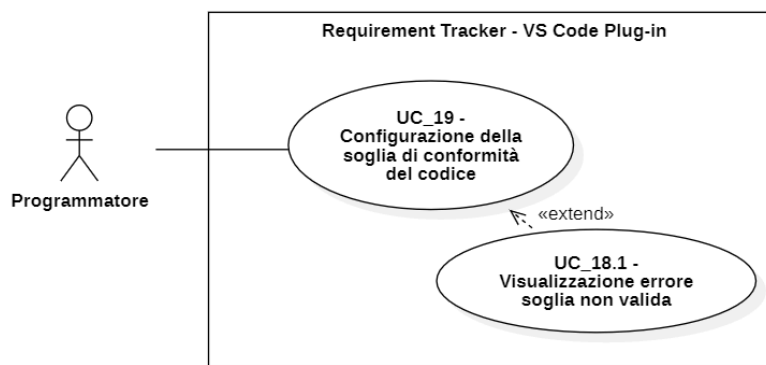 Requirement Tracker - VS Code Plug-in
UC_19 -
Configurazione della
soglia di conformità
del codice
Programmatore
«extend»
UC_18.1 -
Visualizzazione errore
soglia non valida